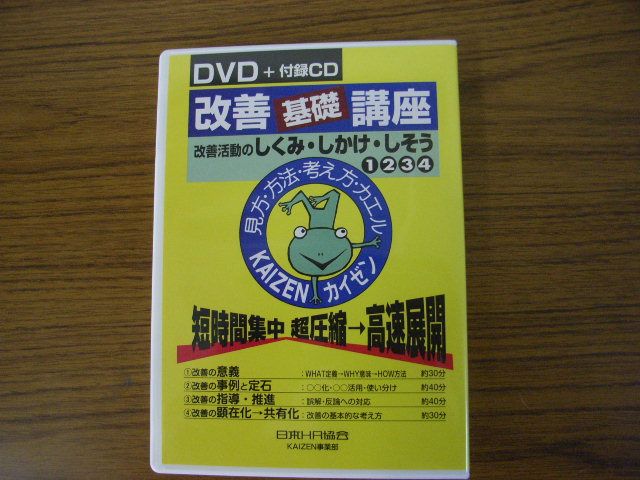 DVD + 付録CD
改善 基礎 講座
改善活動のしくみ・しかけ・しそう
❶❷❸❹
見方・方法・考え方・カエル
KAIZEN カイゼン
短時間集中 超圧縮→高速展開
①改善の意義 :WHAT定義→WHY意味→HOW方法 約30分
②改善の事例と定石 :○○化・○○活用・使い分け 約40分
③改善の指導・推進 :誤解・反論への対応 約40分
④改善の顕在化→共有化 :改善の基本的な考え方 約30分
日本HR協会
KAIZEN事業部